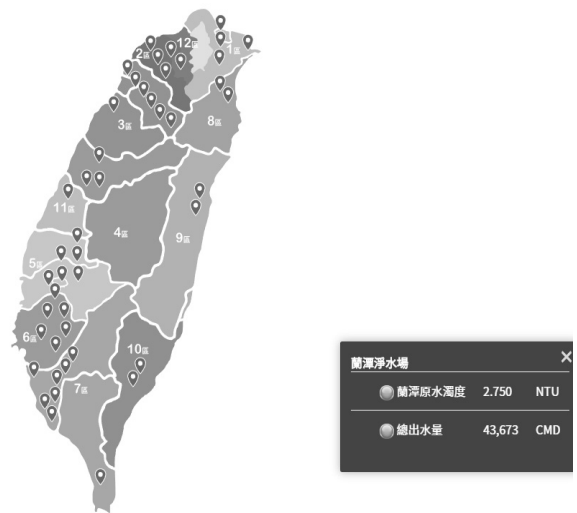 12區
2區
1區
3區
8區
11區
4區
9區
5區
6區
10區
7區
蘭潭淨水場
×
蘭潭原水濁度 2.750 NTU
總出水量 43,673 CMD